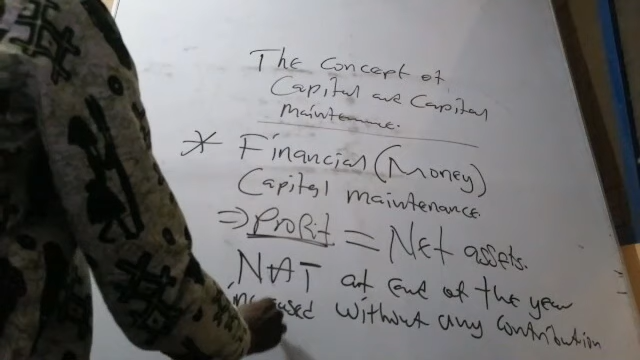 The Concept of
Capital and Capital
maintenance.
* Financial (Money)
Capital maintenance.
⇒ Profit = Net assets.
NAT at end of the year
increased without any contribution